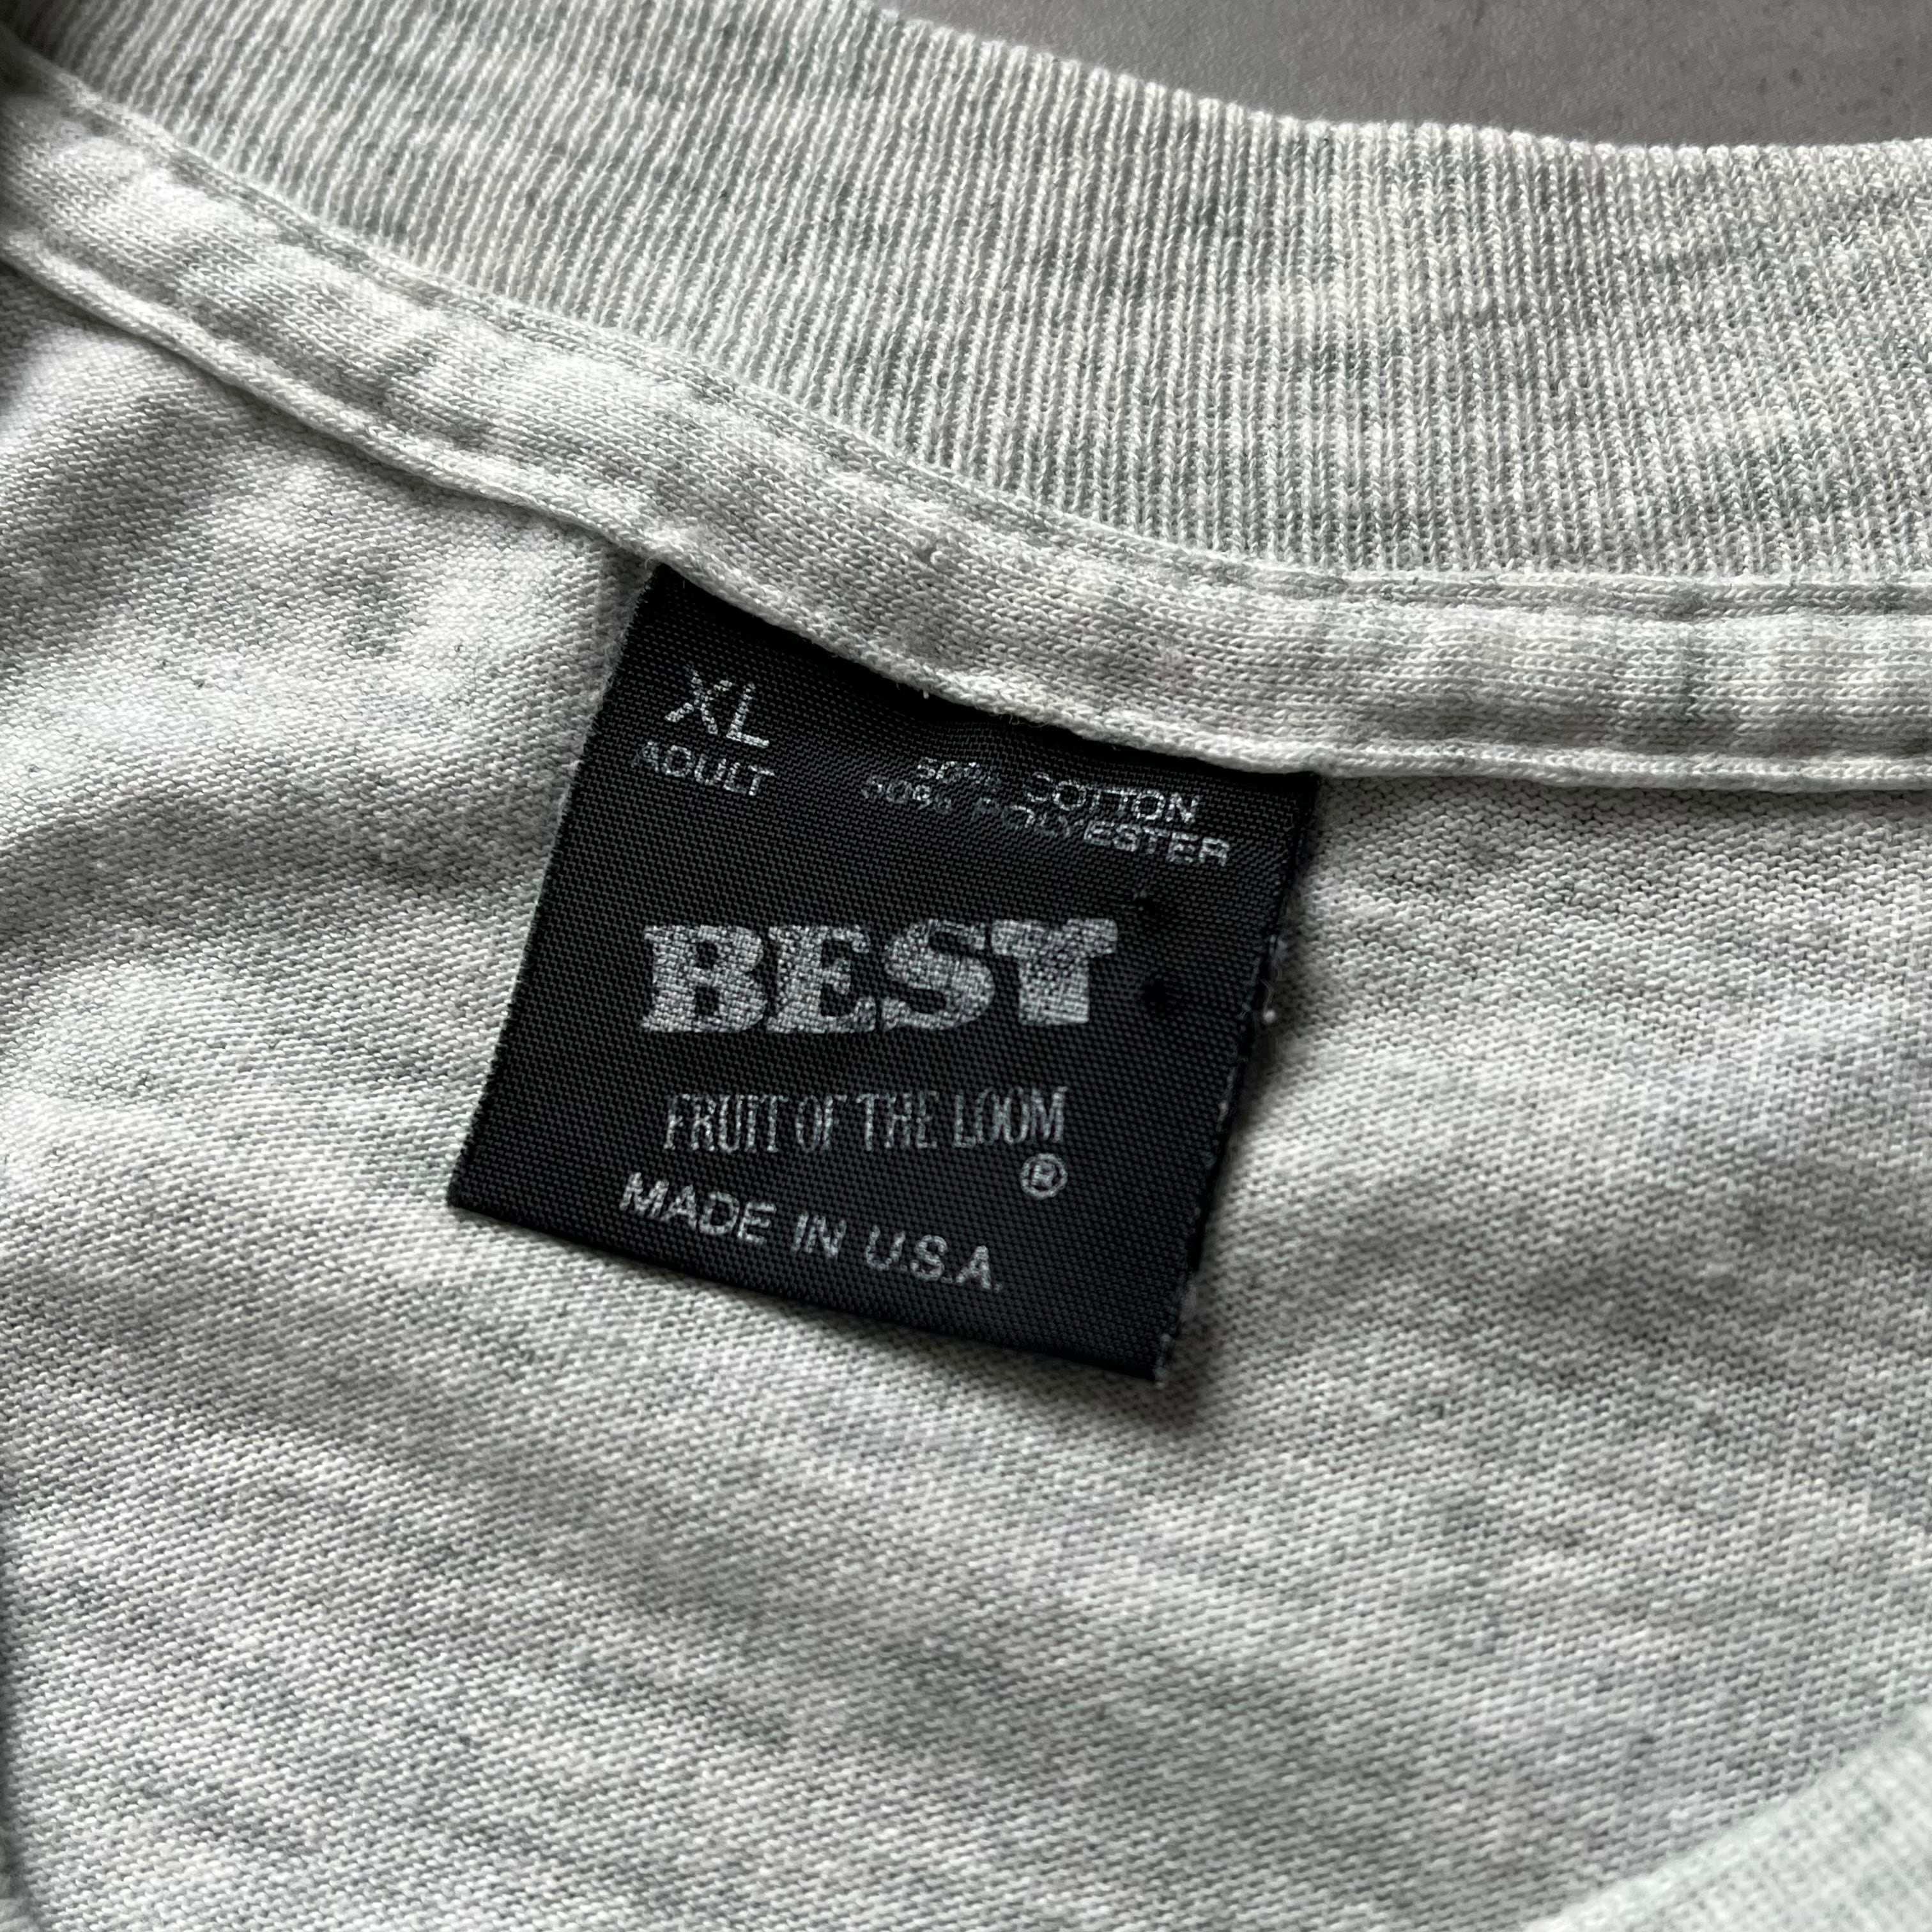 XL
ADULT
50% COTTON
50% POLYESTER
BEST
FRUIT OF THE LOOM
®
MADE IN U.S.A.